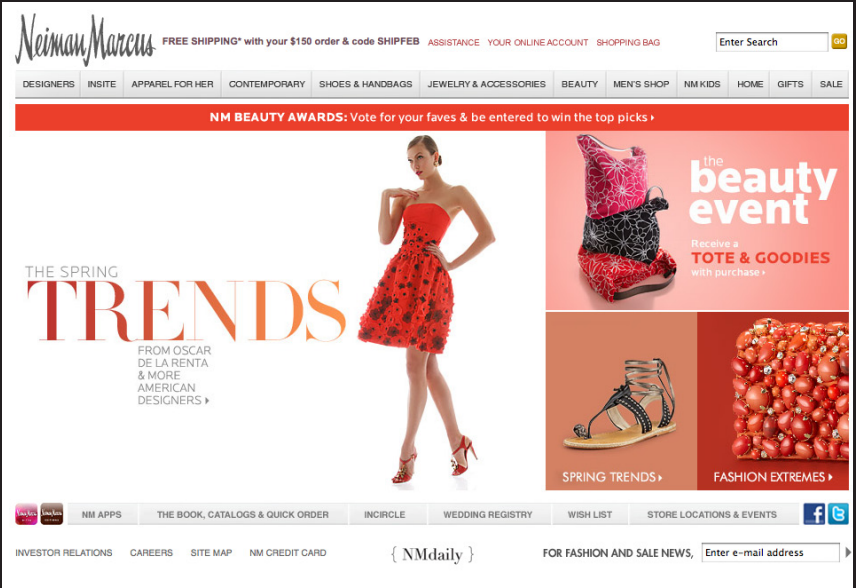 Neiman Marcus
FREE SHIPPING* with your $150 order & code SHIPFEB
ASSISTANCE YOUR ONLINE ACCOUNT SHOPPING BAG
Enter Search
GO
DESIGNERS INSITE APPAREL FOR HER CONTEMPORARY SHOES & HANDBAGS JEWELRY & ACCESSORIES BEAUTY MEN'S SHOP NM KIDS HOME GIFTS SALE
NM BEAUTY AWARDS: Vote for your faves & be entered to win the top picks
THE SPRING
TRENDS
FROM OSCAR
DE LA RENTA
& MORE
AMERICAN
DESIGNERS
the
beauty
event
Receive a
TOTE & GOODIES
with purchase
SPRING TRENDS
FASHION EXTREMES
NM APPS THE BOOK, CATALOGS & QUICK ORDER INCIRCLE WEDDING REGISTRY WISH LIST STORE LOCATIONS & EVENTS
INVESTOR RELATIONS CAREERS SITE MAP NM CREDIT CARD
{ NMdaily }
FOR FASHION AND SALE NEWS,
Enter e-mail address